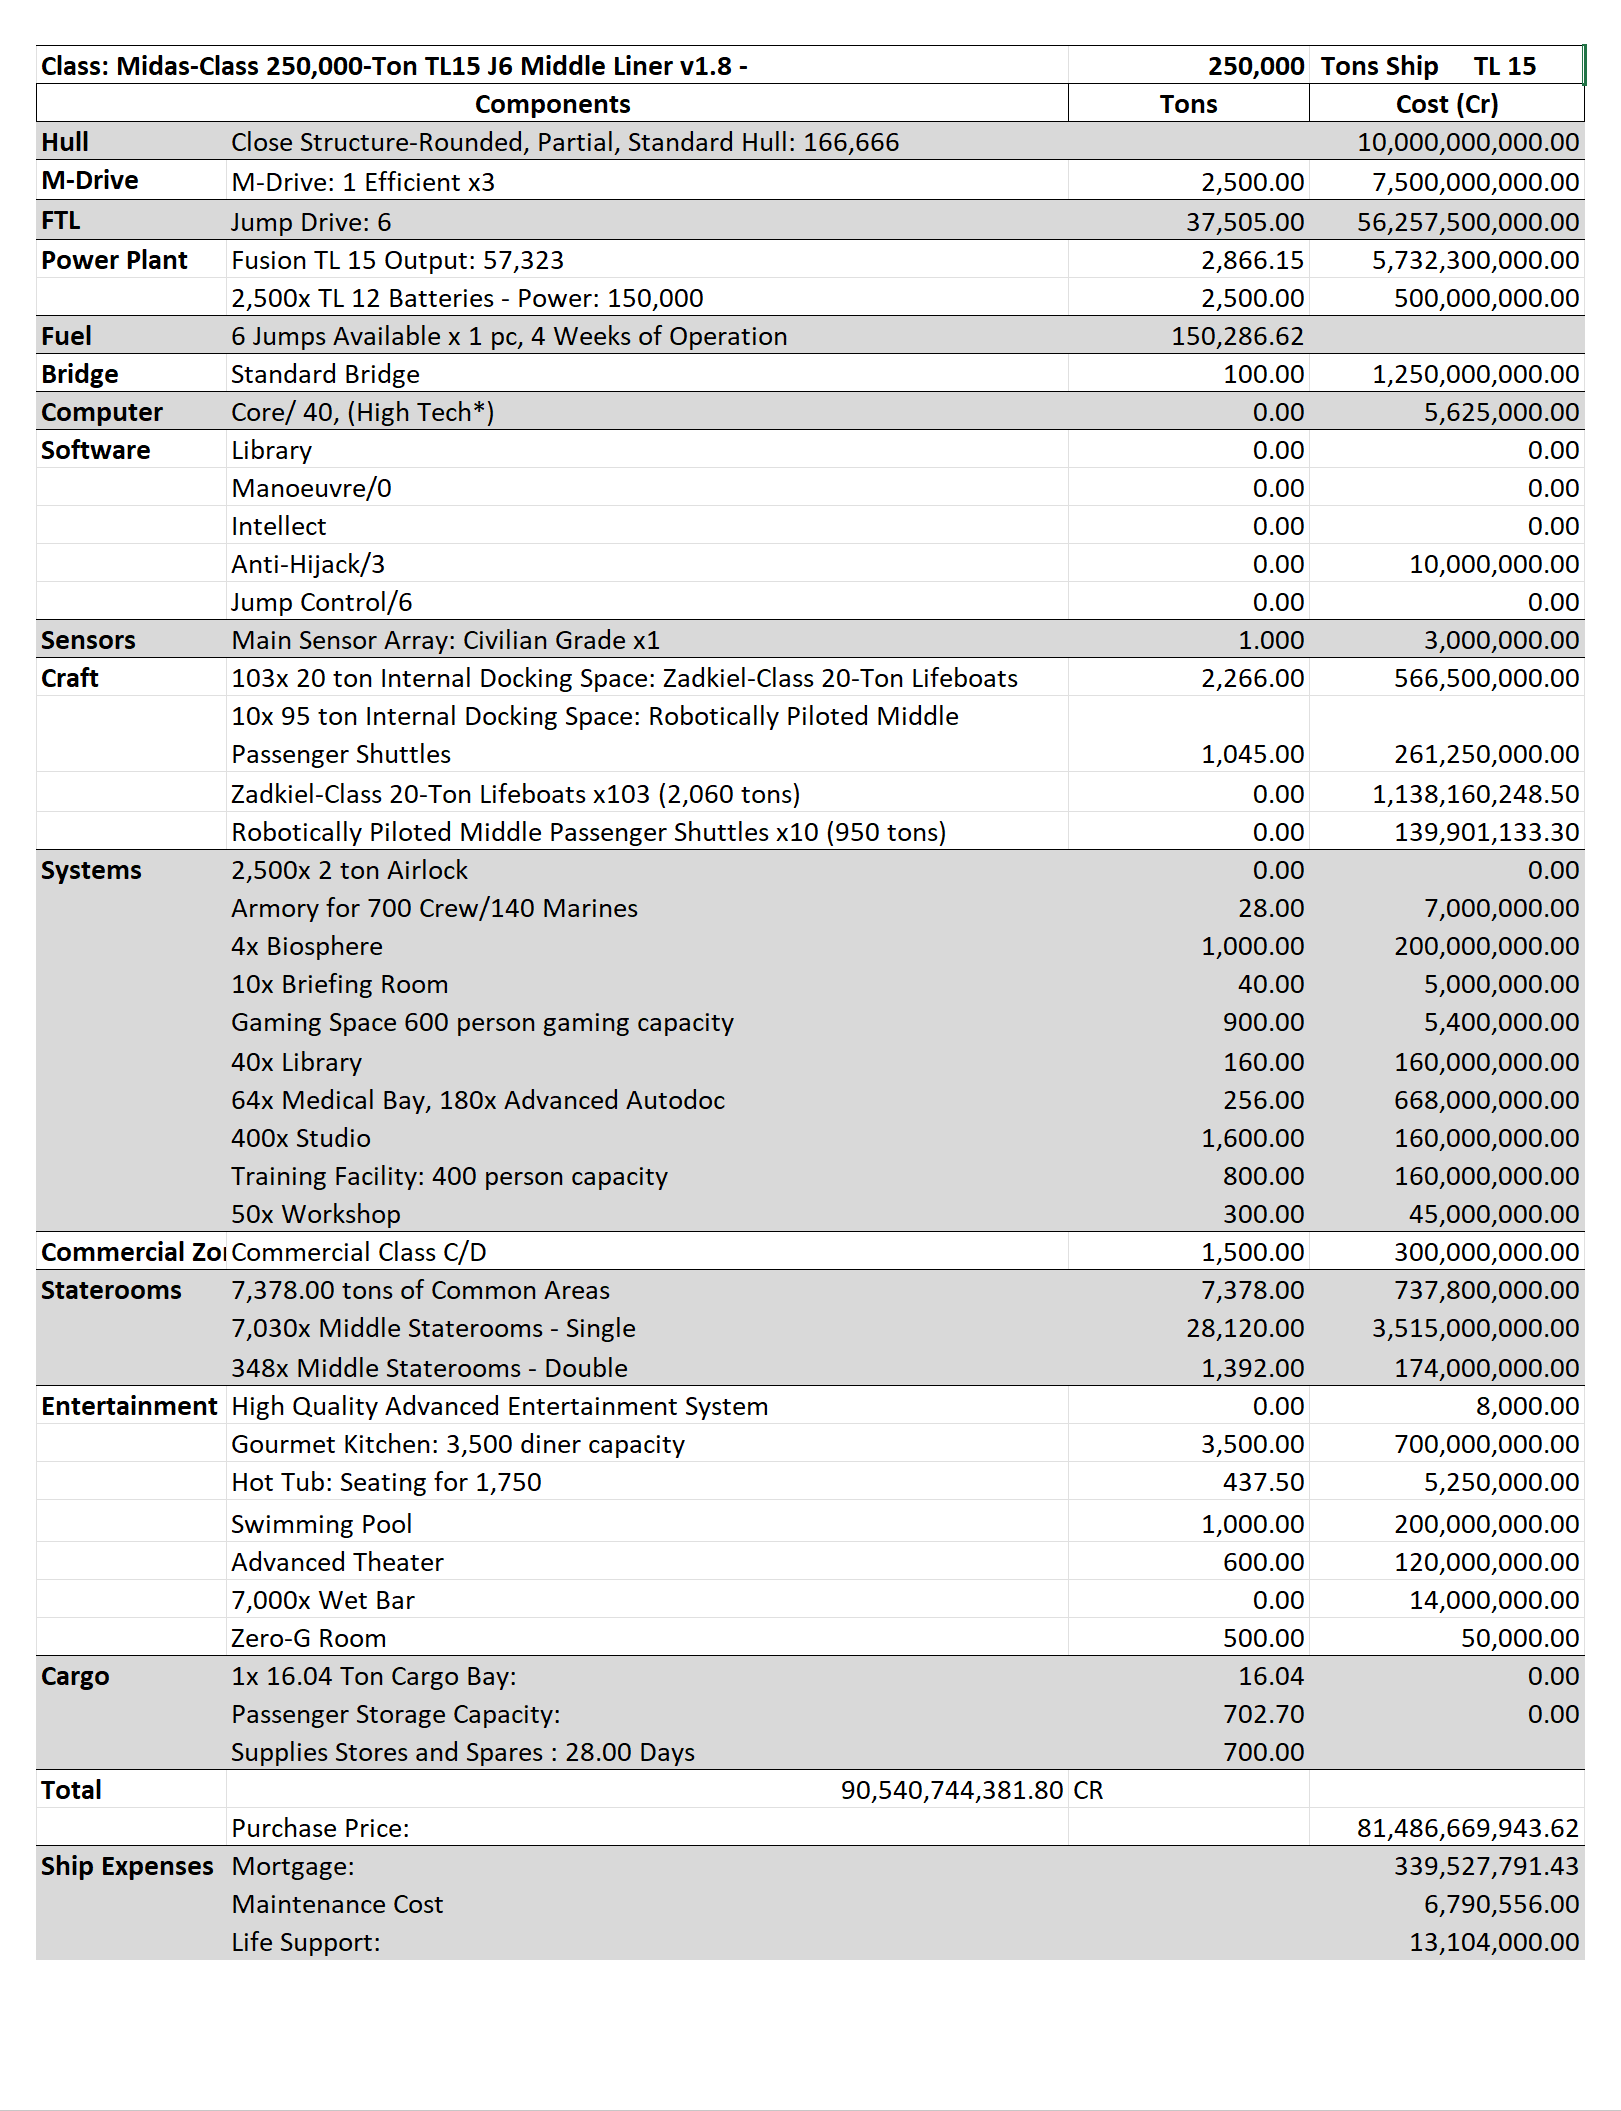 Class: Midas-Class 250,000-Ton TL15 J6 Middle Liner v1.8 - 250,000 Tons Ship TL 15
Components Tons Cost (Cr)
Hull Close Structure-Rounded, Partial, Standard Hull: 166,666 10,000,000,000.00
M-Drive M-Drive: 1 Efficient x3 2,500.00 7,500,000,000.00
FTL Jump Drive: 6 37,505.00 56,257,500,000.00
Power Plant Fusion TL 15 Output: 57,323 2,866.15 5,732,300,000.00
2,500x TL 12 Batteries - Power: 150,000 2,500.00 500,000,000.00
Fuel 6 Jumps Available x 1 pc, 4 Weeks of Operation 150,286.62
Bridge Standard Bridge 100.00 1,250,000,000.00
Computer Core/ 40, (High Tech*) 0.00 5,625,000.00
Software Library 0.00 0.00
Manoeuvre/0 0.00 0.00
Intellect 0.00 0.00
Anti-Hijack/3 0.00 10,000,000.00
Jump Control/6 0.00 0.00
Sensors Main Sensor Array: Civilian Grade x1 1.000 3,000,000.00
Craft 103x 20 ton Internal Docking Space: Zadkiel-Class 20-Ton Lifeboats 2,266.00 566,500,000.00
10x 95 ton Internal Docking Space: Robotically Piloted Middle
Passenger Shuttles 1,045.00 261,250,000.00
Zadkiel-Class 20-Ton Lifeboats x103 (2,060 tons) 0.00 1,138,160,248.50
Robotically Piloted Middle Passenger Shuttles x10 (950 tons) 0.00 139,901,133.30
Systems 2,500x 2 ton Airlock 0.00 0.00
Armory for 700 Crew/140 Marines 28.00 7,000,000.00
4x Biosphere 1,000.00 200,000,000.00
10x Briefing Room 40.00 5,000,000.00
Gaming Space 600 person gaming capacity 900.00 5,400,000.00
40x Library 160.00 160,000,000.00
64x Medical Bay, 180x Advanced Autodoc 256.00 668,000,000.00
400x Studio 1,600.00 160,000,000.00
Training Facility: 400 person capacity 800.00 160,000,000.00
50x Workshop 300.00 45,000,000.00
Commercial Zo Commercial Class C/D 1,500.00 300,000,000.00
Staterooms 7,378.00 tons of Common Areas 7,378.00 737,800,000.00
7,030x Middle Staterooms - Single 28,120.00 3,515,000,000.00
348x Middle Staterooms - Double 1,392.00 174,000,000.00
Entertainment High Quality Advanced Entertainment System 0.00 8,000.00
Gourmet Kitchen: 3,500 diner capacity 3,500.00 700,000,000.00
Hot Tub: Seating for 1,750 437.50 5,250,000.00
Swimming Pool 1,000.00 200,000,000.00
Advanced Theater 600.00 120,000,000.00
7,000x Wet Bar 0.00 14,000,000.00
Zero-G Room 500.00 50,000.00
Cargo 1x 16.04 Ton Cargo Bay: 16.04 0.00
Passenger Storage Capacity: 702.70 0.00
Supplies Stores and Spares : 28.00 Days 700.00
Total 90,540,744,381.80 CR
Purchase Price: 81,486,669,943.62
Ship Expenses Mortgage: 339,527,791.43
Maintenance Cost 6,790,556.00
Life Support: 13,104,000.00